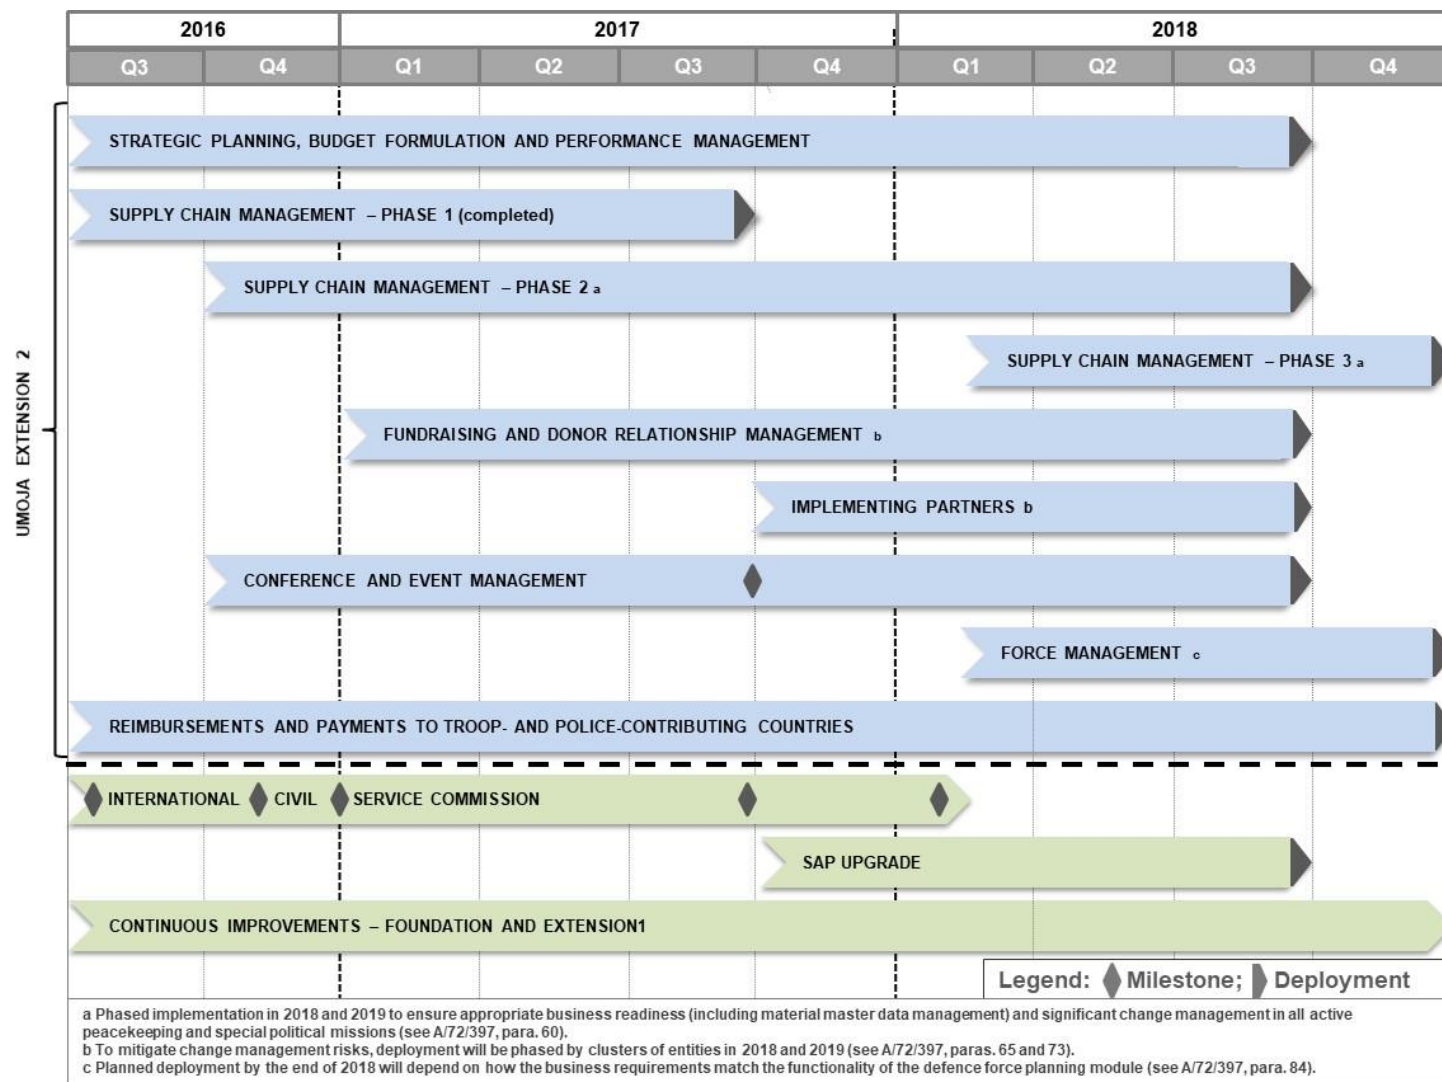 2016 2017 2018
Q3 Q4 Q1 Q2 Q3 Q4 Q1 Q2 Q3 Q4
UMOJA EXTENSION 2
STRATEGIC PLANNING, BUDGET FORMULATION AND PERFORMANCE MANAGEMENT
SUPPLY CHAIN MANAGEMENT – PHASE 1 (completed)
SUPPLY CHAIN MANAGEMENT – PHASE 2 a
SUPPLY CHAIN MANAGEMENT – PHASE 3 a
FUNDRAISING AND DONOR RELATIONSHIP MANAGEMENT b
IMPLEMENTING PARTNERS b
CONFERENCE AND EVENT MANAGEMENT
FORCE MANAGEMENT c
REIMBURSEMENTS AND PAYMENTS TO TROOP- AND POLICE-CONTRIBUTING COUNTRIES
INTERNATIONAL CIVIL SERVICE COMMISSION
SAP UPGRADE
CONTINUOUS IMPROVEMENTS – FOUNDATION AND EXTENSION1
Legend: Milestone; Deployment
a Phased implementation in 2018 and 2019 to ensure appropriate business readiness (including material master data management) and significant change management in all active
peacekeeping and special political missions (see A/72/397, para. 60).
b To mitigate change management risks, deployment will be phased by clusters of entities in 2018 and 2019 (see A/72/397, paras. 65 and 73).
c Planned deployment by the end of 2018 will depend on how the business requirements match the functionality of the defence force planning module (see A/72/397, para. 84).